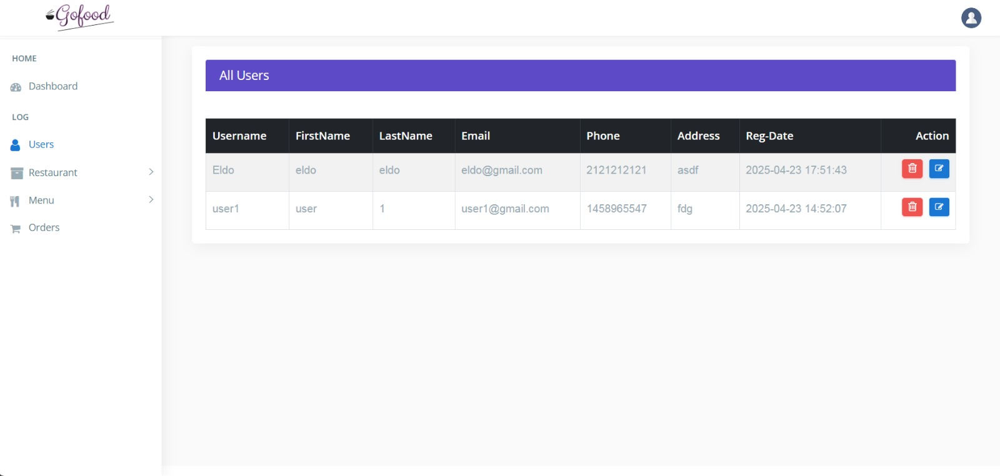 Gofood
HOME
Dashboard
LOG
Users
Restaurant
Menu
Orders
All Users
Username FirstName LastName Email Phone Address Reg-Date Action
Eldo eldo eldo eldo@gmail.com 2121212121 asdf 2025-04-23 17:51:43
user1 user 1 user1@gmail.com 1458965547 fdg 2025-04-23 14:52:07